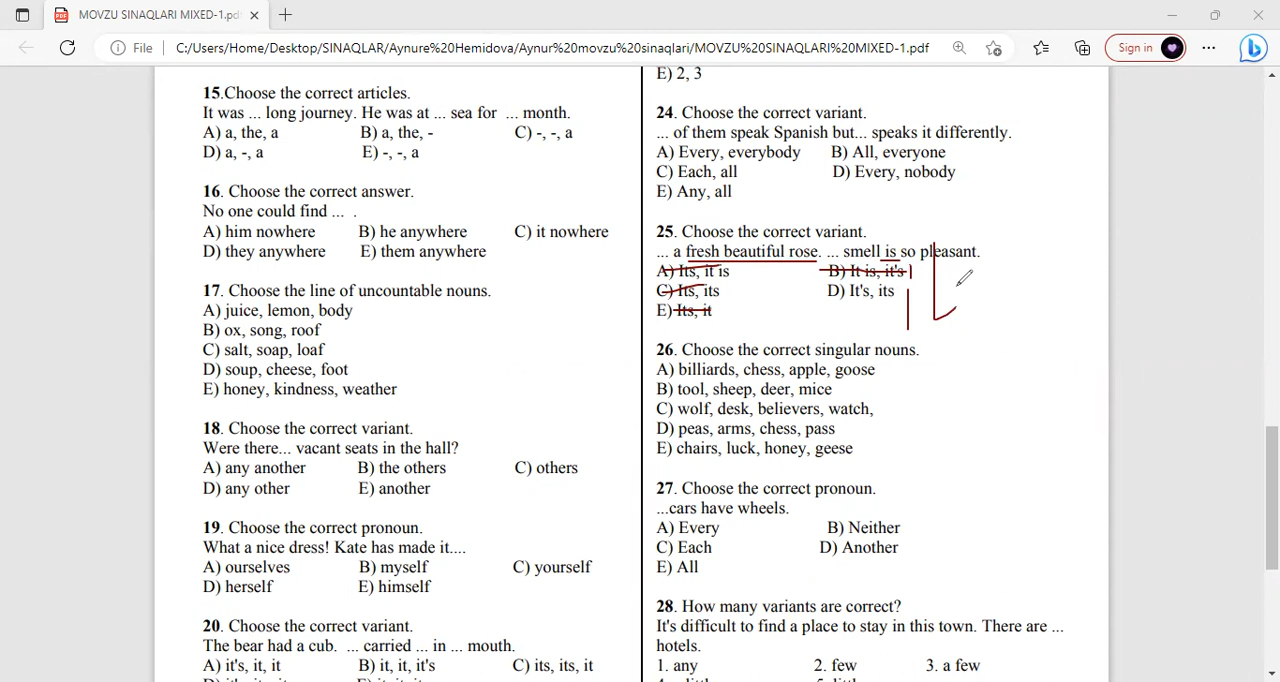 MOVZU SINAQLARI MIXED-1.pd
File
C:/Users/Home/Desktop/SINAQLAR/Aynure%20Hemidova/Aynur%20movzu%20sinaqlari/MOVZU%20SINAQLARI%20MIXED-1.pdf
Sign in
15.Choose the correct articles.
It was ... long journey. He was at ... sea for ... month.
A) a, the, a B) a, the, - C) -, -, a
D) a, -, a E) -, -, a
16. Choose the correct answer.
No one could find ... .
A) him nowhere B) he anywhere C) it nowhere
D) they anywhere E) them anywhere
17. Choose the line of uncountable nouns.
A) juice, lemon, body
B) ox, song, roof
C) salt, soap, loaf
D) soup, cheese, foot
E) honey, kindness, weather
18. Choose the correct variant.
Were there... vacant seats in the hall?
A) any another B) the others C) others
D) any other E) another
19. Choose the correct pronoun.
What a nice dress! Kate has made it....
A) ourselves B) myself C) yourself
D) herself E) himself
20. Choose the correct variant.
The bear had a cub. ... carried ... in ... mouth.
A) it's, it, it B) it, it, it's C) its, its, it
E) 2, 3
24. Choose the correct variant.
... of them speak Spanish but... speaks it differently.
A) Every, everybody B) All, everyone
C) Each, all D) Every, nobody
E) Any, all
25. Choose the correct variant.
... a fresh beautiful rose. ... smell is so pleasant.
A) Its, it is B) It is, it's
C) Its, its D) It's, its
E) Its, it
26. Choose the correct singular nouns.
A) billiards, chess, apple, goose
B) tool, sheep, deer, mice
C) wolf, desk, believers, watch,
D) peas, arms, chess, pass
E) chairs, luck, honey, geese
27. Choose the correct pronoun.
...cars have wheels.
A) Every B) Neither
C) Each D) Another
E) All
28. How many variants are correct?
It's difficult to find a place to stay in this town. There are ...
hotels.
1. any 2. few 3. a few